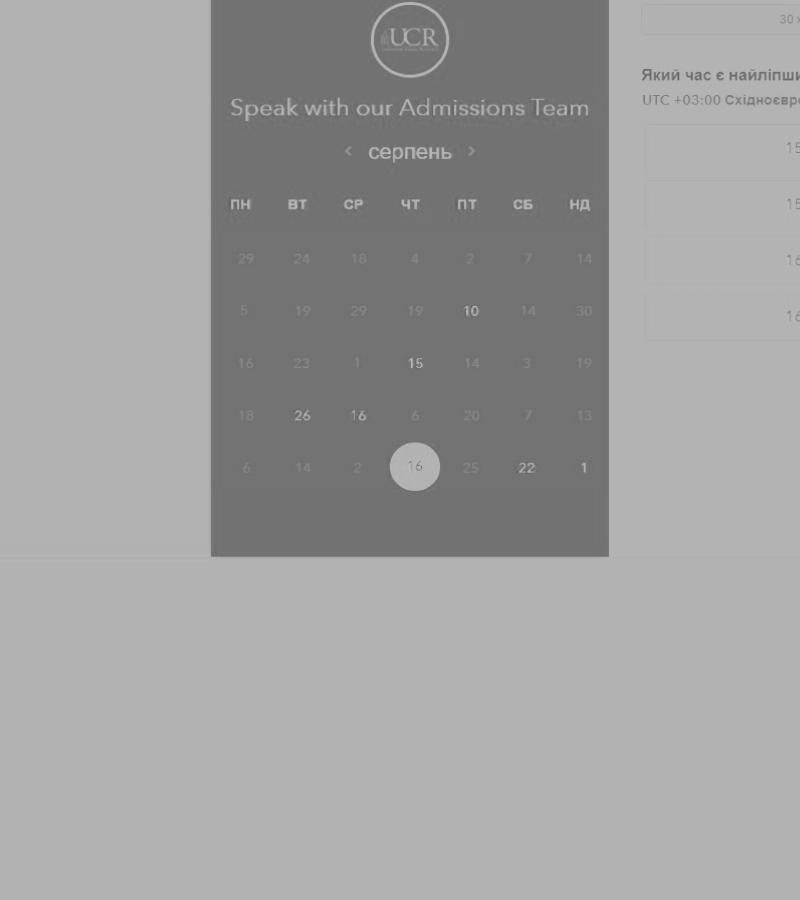 UCR
Speak with our Admissions Team
серпень
ПН ВТ СР ЧТ ПТ СБ НД
29 24 18 4 2 7 14
5 19 29 19 10 14 30
16 23 1 15 14 3 19
18 26 16 6 20 7 13
6 14 2 16 25 22 1
30
Який час є
UTC +03:00
15
15
16
16